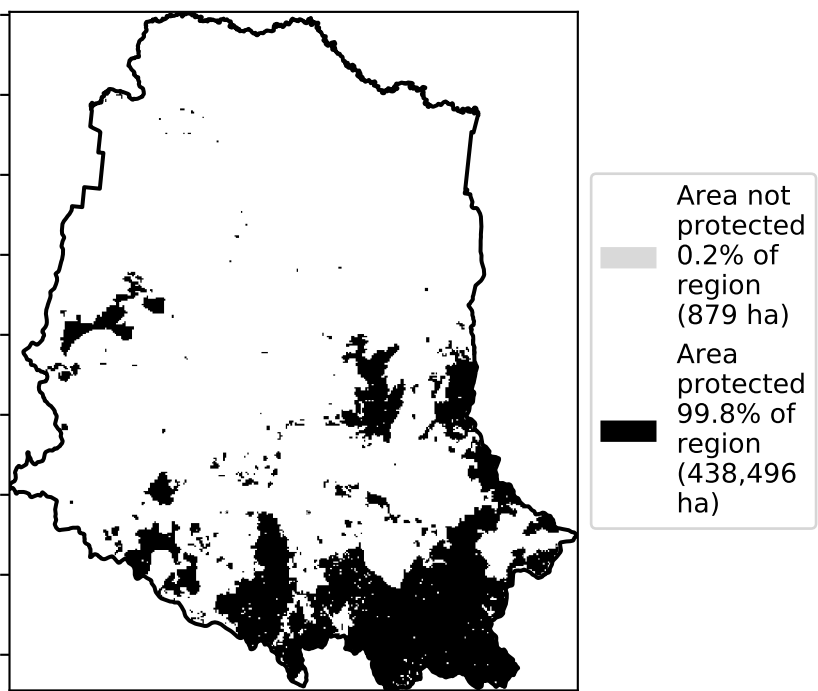 Area not
protected
0.2% of
region
(879 ha)
Area
protected
99.8% of
region
(438,496
ha)